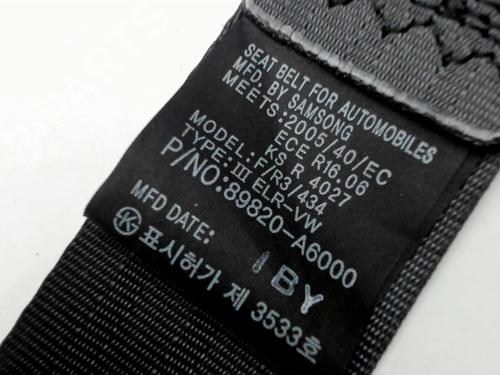 SEAT BELT FOR AUTOMOBILES
MFD. BY SAMSONG
MEETS:2005/40/EC
ECE R16.06
KS R 4027
MODEL: F/R3/434
TYPE: III ELR-VW
P/NO:89820-A6000
MFD DATE: 1BY
K 표시허가 제 3533호